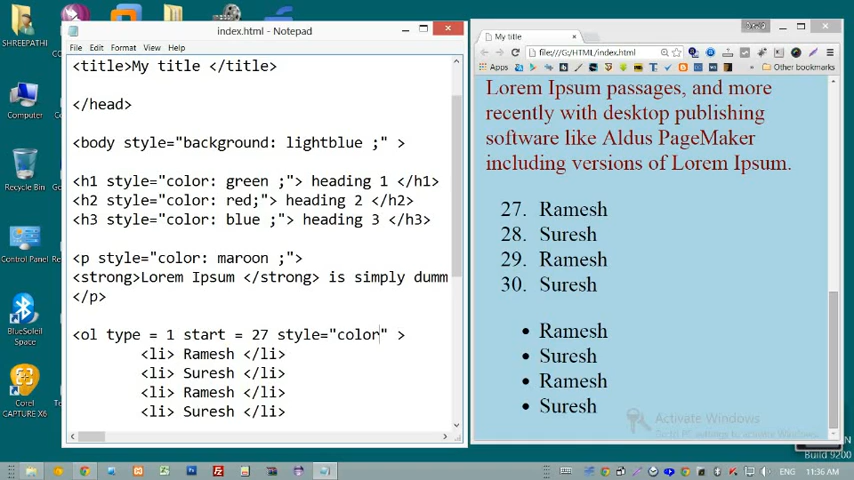 SHREEPATHI
Computer
Recycle Bin
Control Panel
BlueSoleil
Space
Corel
CAPTURE X6
index.html - Notepad
File Edit Format View Help
<title>My title </title>
</head>
<body style="background: lightblue ;" >
<h1 style="color: green ;"> heading 1 </h1>
<h2 style="color: red;"> heading 2 </h2>
<h3 style="color: blue ;"> heading 3 </h3>
<p style="color: maroon ;">
<strong>Lorem Ipsum </strong> is simply dumm
</p>
<ol type = 1 start = 27 style="color" >
<li> Ramesh </li>
<li> Suresh </li>
<li> Ramesh </li>
<li> Suresh </li>
My title
file:///G:/HTML/index.html
Apps
Other bookmarks
Lorem Ipsum passages, and more
recently with desktop publishing
software like Aldus PageMaker
including versions of Lorem Ipsum.
27. Ramesh
28. Suresh
29. Ramesh
30. Suresh
• Ramesh
• Suresh
• Ramesh
• Suresh
Activate Windows
Build 9200
ENG 11:36 AM